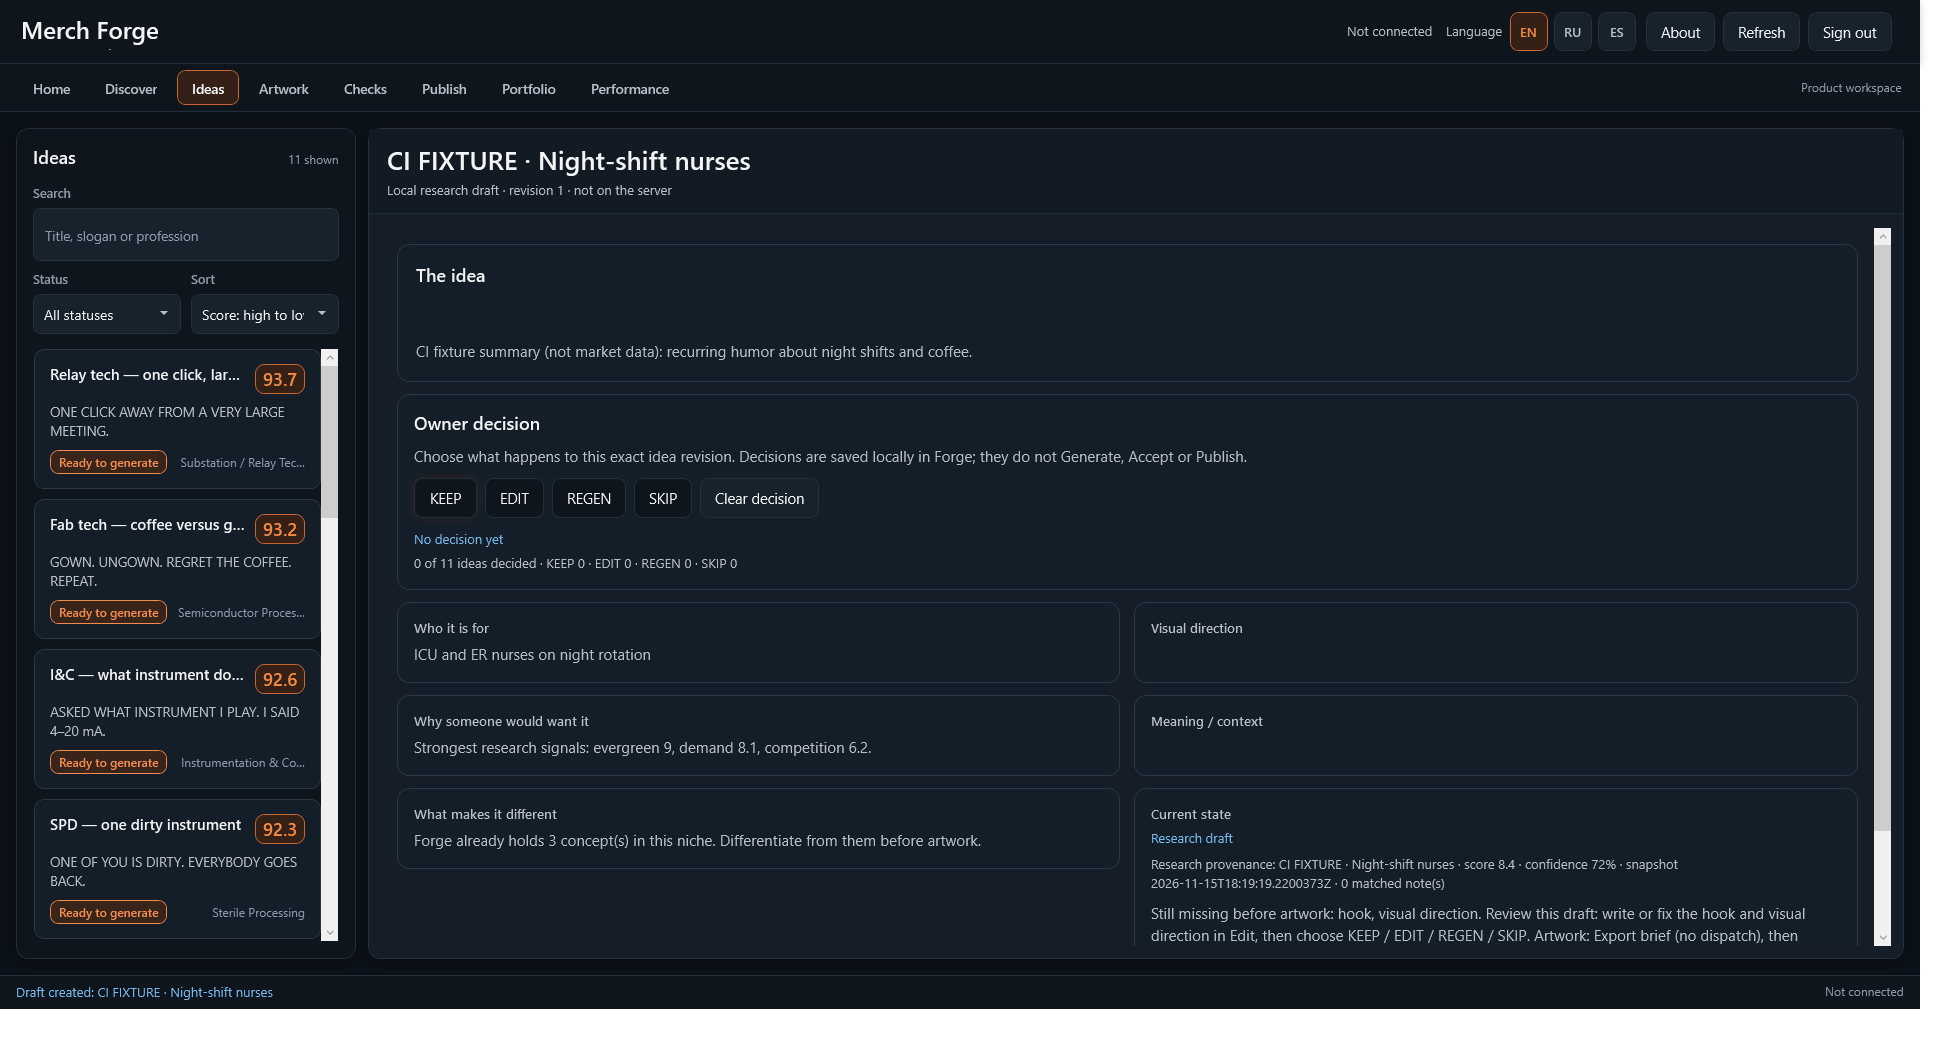 Merch Forge
Not connected
Language
EN
RU
ES
About
Refresh
Sign out
Home
Discover
Ideas
Artwork
Checks
Publish
Portfolio
Performance
Product workspace
Ideas
11 shown
Search
Title, slogan or profession
Status
Sort
All statuses
Score: high to lo
Relay tech — one click, lar...
93.7
ONE CLICK AWAY FROM A VERY LARGE
MEETING.
Ready to generate
Substation / Relay Tec...
Fab tech — coffee versus g...
93.2
GOWN. UNGOWN. REGRET THE COFFEE.
REPEAT.
Ready to generate
Semiconductor Proces...
I&C — what instrument do...
92.6
ASKED WHAT INSTRUMENT I PLAY. I SAID
4–20 mA.
Ready to generate
Instrumentation & Co...
SPD — one dirty instrument
92.3
ONE OF YOU IS DIRTY. EVERYBODY GOES
BACK.
Ready to generate
Sterile Processing
CI FIXTURE · Night-shift nurses
Local research draft · revision 1 · not on the server
The idea
CI fixture summary (not market data): recurring humor about night shifts and coffee.
Owner decision
Choose what happens to this exact idea revision. Decisions are saved locally in Forge; they do not Generate, Accept or Publish.
KEEP
EDIT
REGEN
SKIP
Clear decision
No decision yet
0 of 11 ideas decided · KEEP 0 · EDIT 0 · REGEN 0 · SKIP 0
Who it is for
ICU and ER nurses on night rotation
Visual direction
Why someone would want it
Strongest research signals: evergreen 9, demand 8.1, competition 6.2.
Meaning / context
What makes it different
Forge already holds 3 concept(s) in this niche. Differentiate from them before artwork.
Current state
Research draft
Research provenance: CI FIXTURE · Night-shift nurses · score 8.4 · confidence 72% · snapshot
2026-11-15T18:19:19.2200373Z · 0 matched note(s)
Still missing before artwork: hook, visual direction. Review this draft: write or fix the hook and visual
direction in Edit, then choose KEEP / EDIT / REGEN / SKIP. Artwork: Export brief (no dispatch), then
Draft created: CI FIXTURE · Night-shift nurses
Not connected